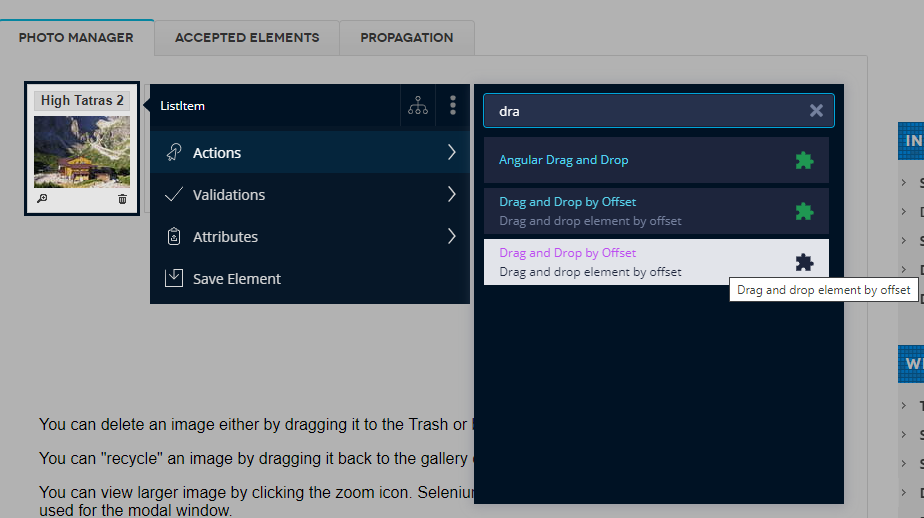 PHOTO MANAGER
ACCEPTED ELEMENTS
PROPAGATION
High Tatras 2
ListItem
Actions
Validations
Attributes
Save Element
dra
Angular Drag and Drop
Drag and Drop by Offset
Drag and drop element by offset
Drag and Drop by Offset
Drag and drop element by offset
Drag and drop element by offset
You can delete an image either by dragging it to the Trash or
You can "recycle" an image by dragging it back to the gallery
You can view larger image by clicking the zoom icon. Selenium
used for the modal window.
IN
S
D
S
D
D
W
T
S
S
D